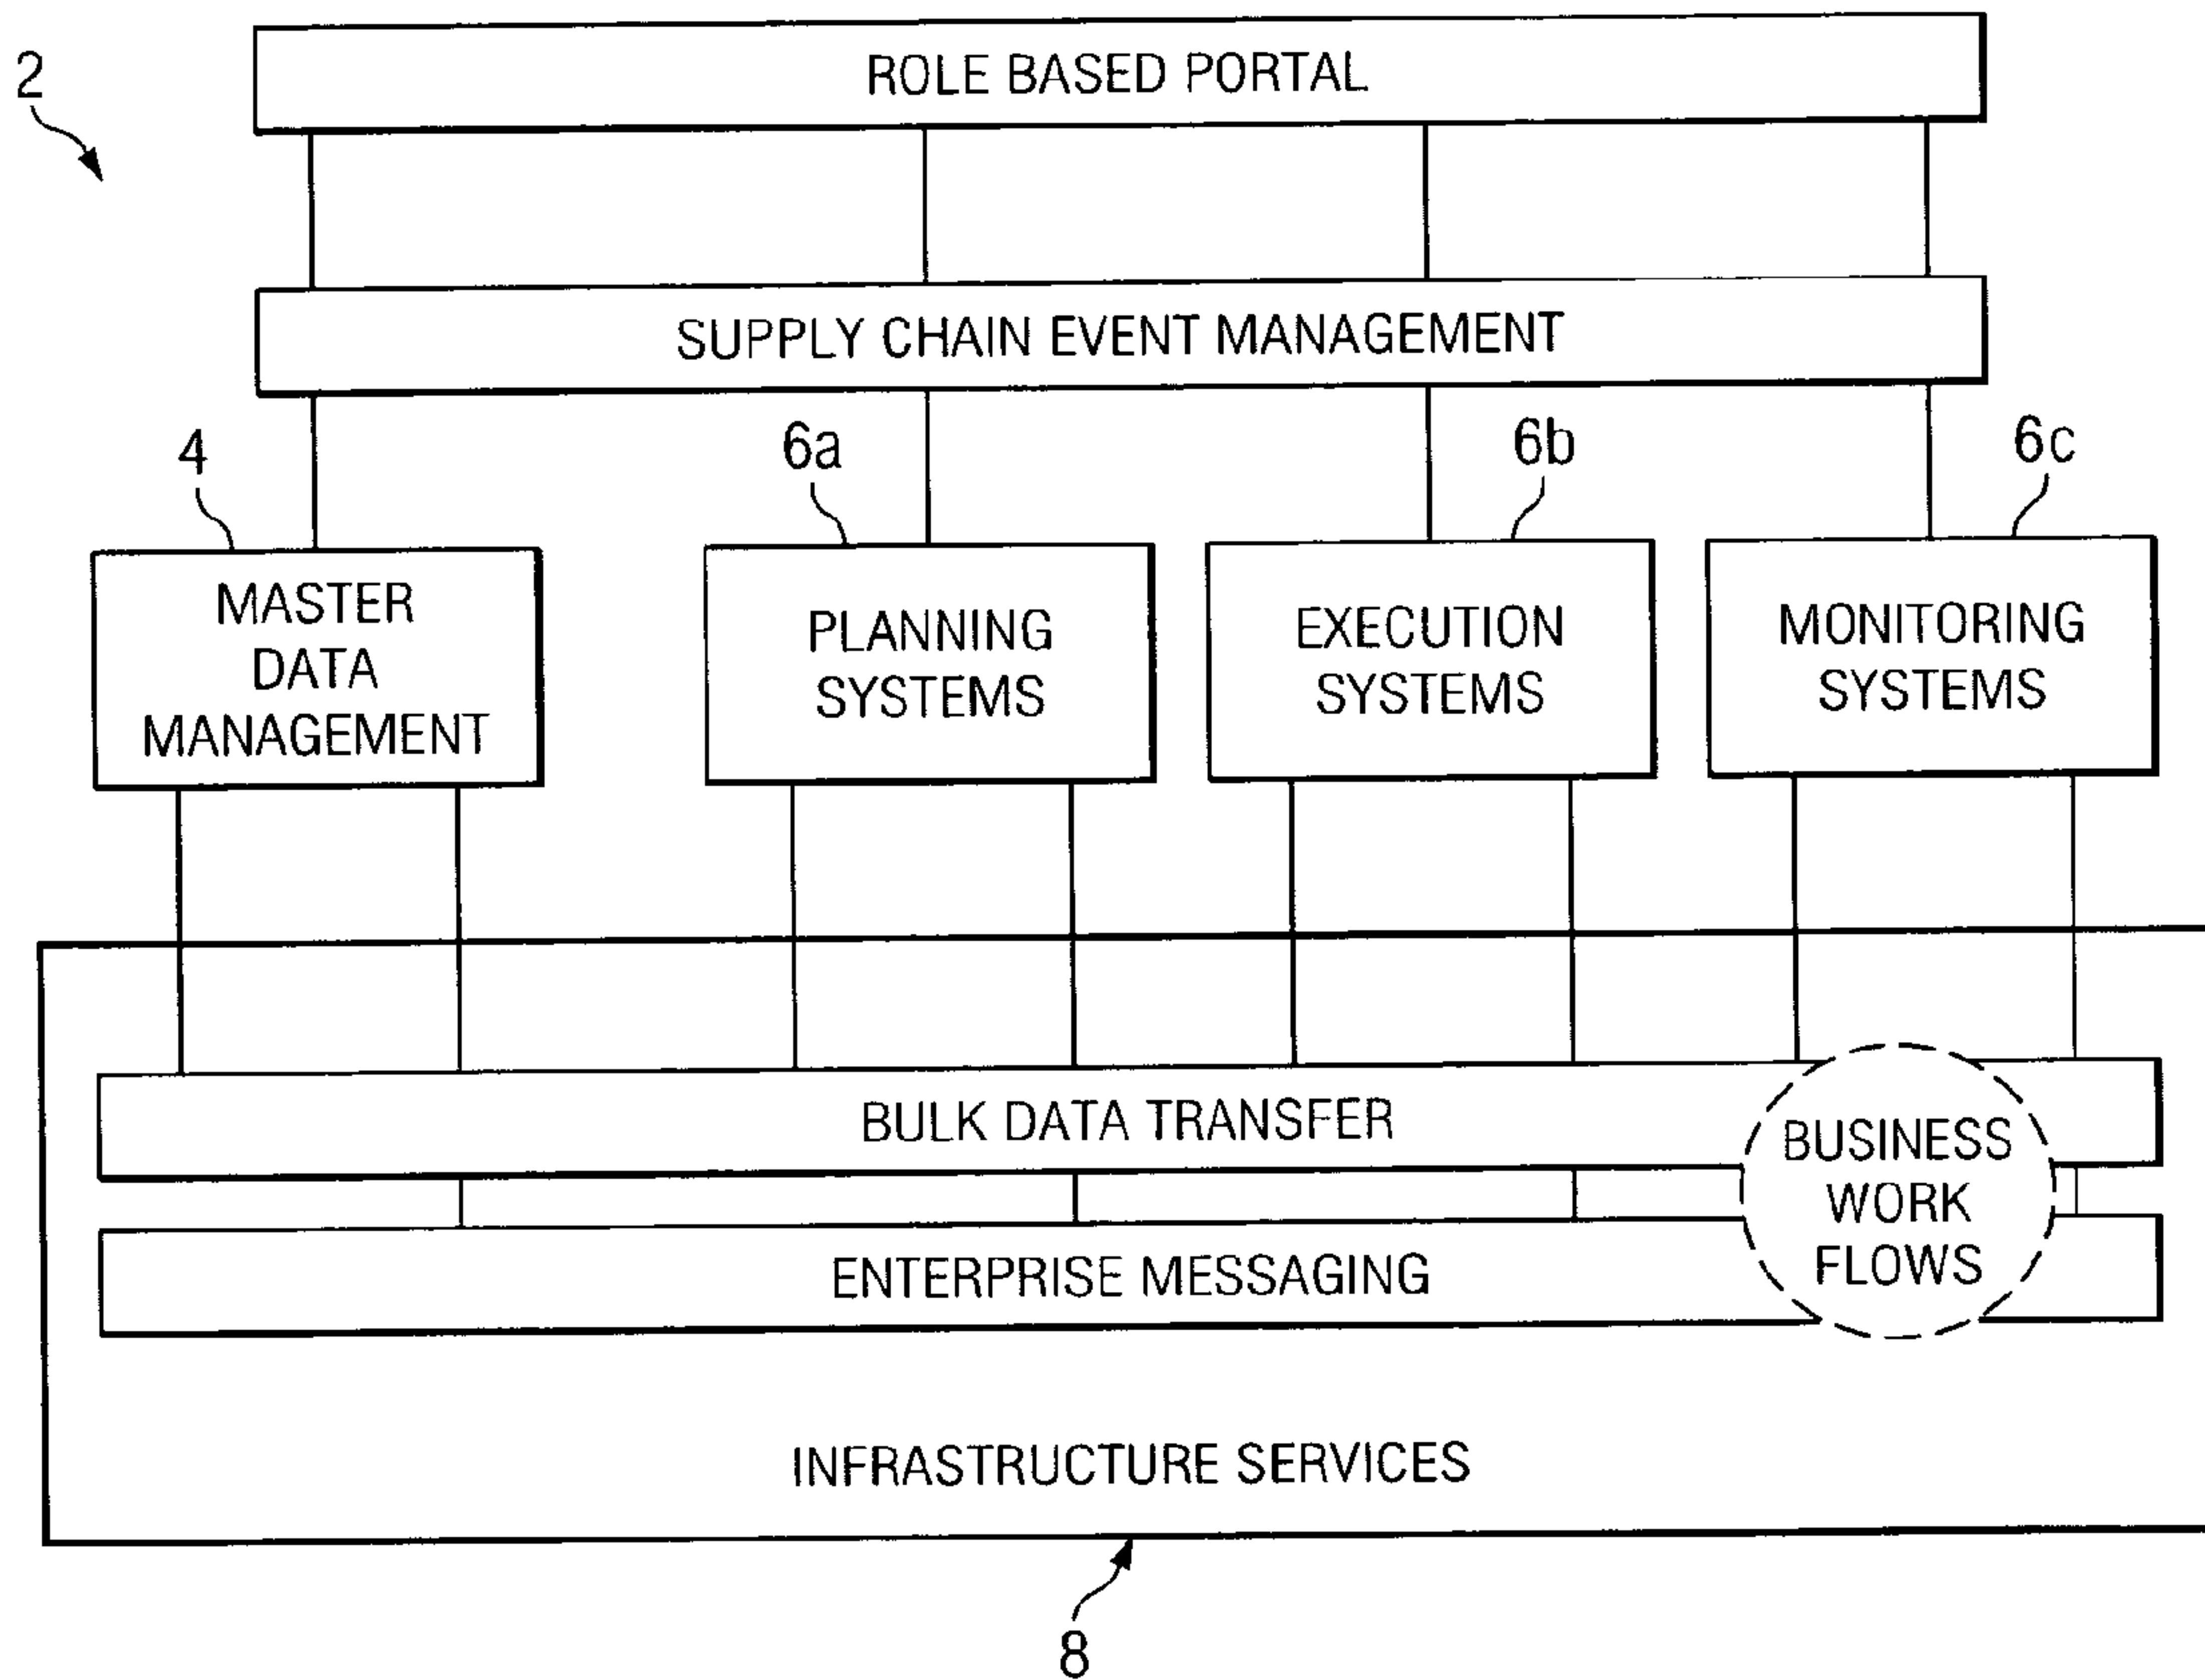 2
ROLE BASED PORTAL
SUPPLY CHAIN EVENT MANAGEMENT
4
6a
6b
6c
MASTER
DATA
MANAGEMENT
PLANNING
SYSTEMS
EXECUTION
SYSTEMS
MONITORING
SYSTEMS
BULK DATA TRANSFER
BUSINESS
WORK
FLOWS
ENTERPRISE MESSAGING
INFRASTRUCTURE SERVICES
8